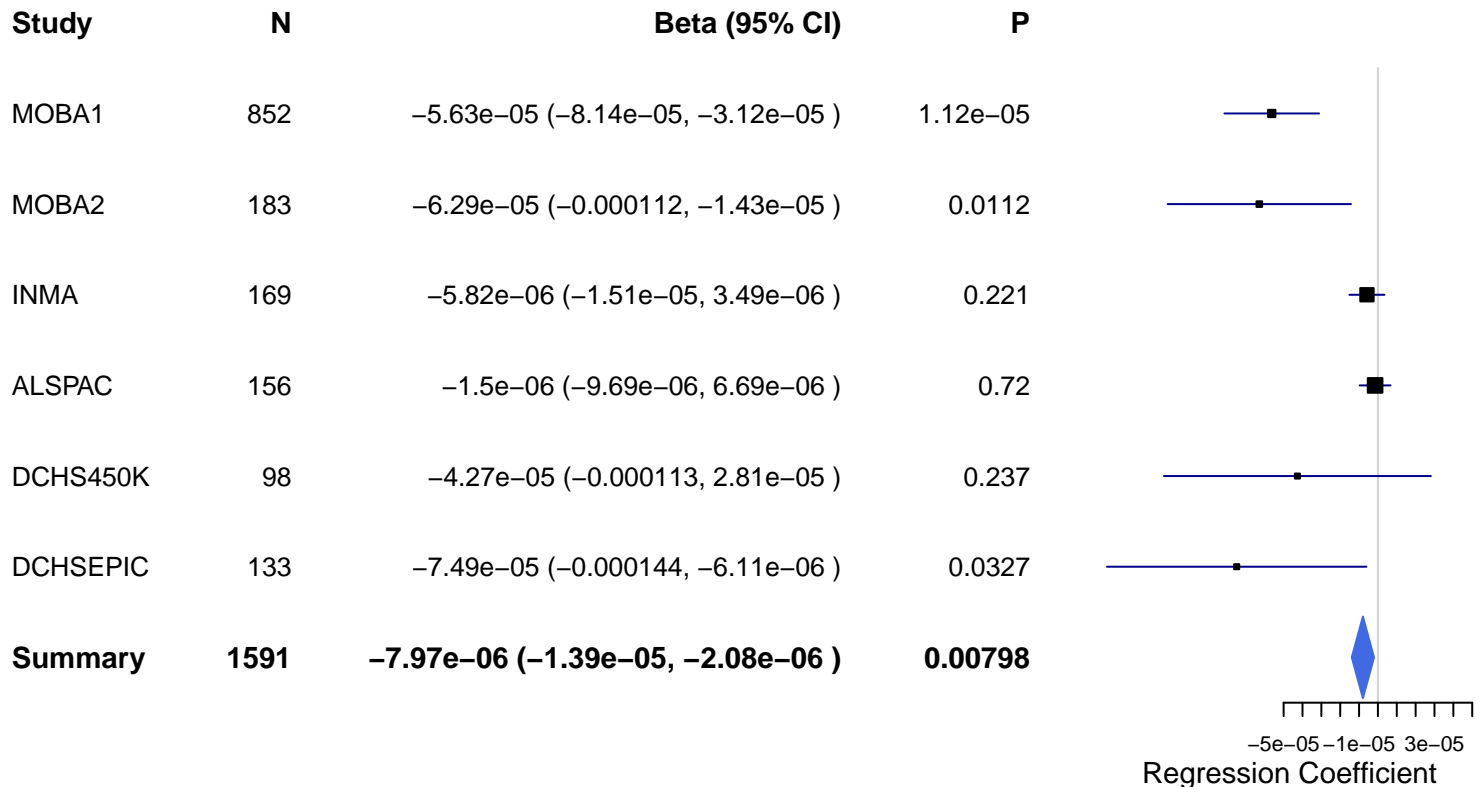 Study N Beta (95% CI) P
MOBA1 852 −5.63e−05 (−8.14e−05, −3.12e−05 ) 1.12e−05
MOBA2 183 −6.29e−05 (−0.000112, −1.43e−05 ) 0.0112
INMA 169 −5.82e−06 (−1.51e−05, 3.49e−06 ) 0.221
ALSPAC 156 −1.5e−06 (−9.69e−06, 6.69e−06 ) 0.72
DCHS450K 98 −4.27e−05 (−0.000113, 2.81e−05 ) 0.237
DCHSEPIC 133 −7.49e−05 (−0.000144, −6.11e−06 ) 0.0327
Summary 1591 −7.97e−06 (−1.39e−05, −2.08e−06 ) 0.00798
−5e−05 −1e−05 3e−05
Regression Coefficient